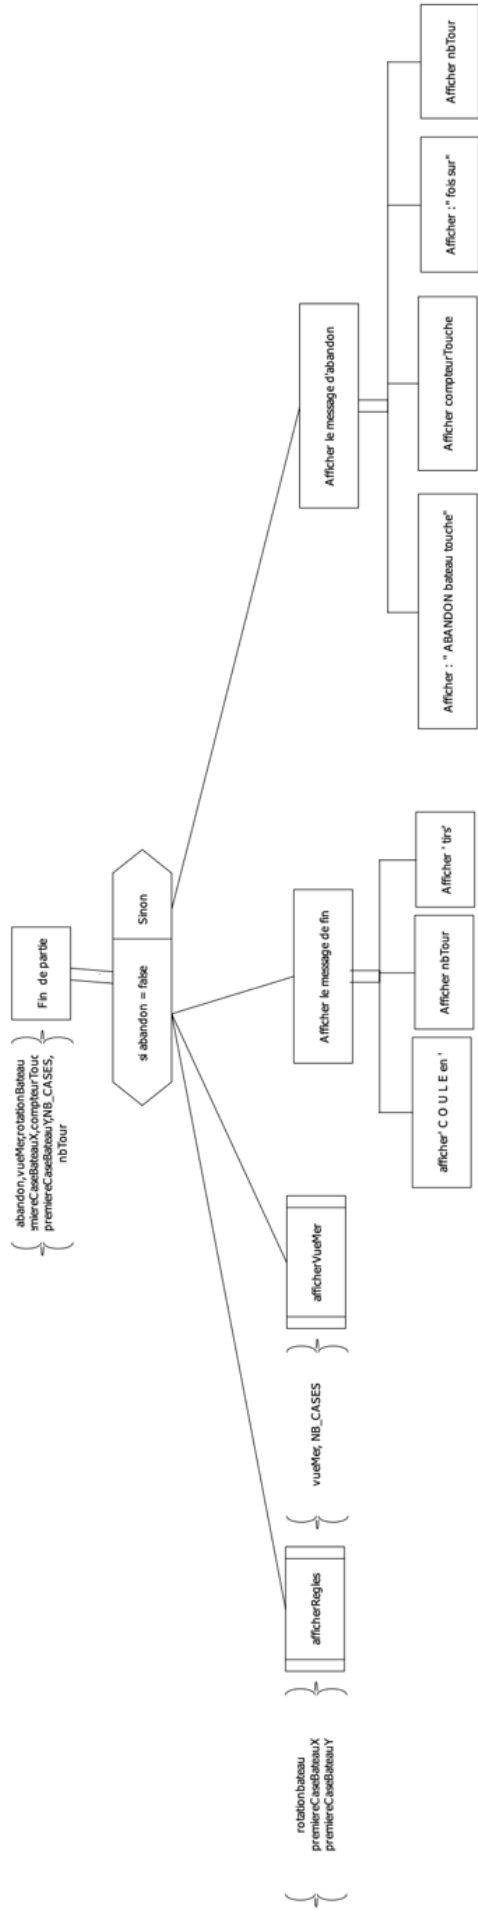 Fin de partie
abandon,vueMer,rotationBateau
miereCaseBateauX,compteurTouc
premiereCaseBateauY,NB_CASES,
nbTour
si abandon = false
Sinon
rotationbateau
premiereCaseBateauX
premiereCaseBateauY
afficherRegles
vueMer, NB_CASES
afficherVueMer
Afficher le message de fin
Afficher le message d'abandon
afficher' C O U L E en '
Afficher nbTour
Afficher ' tirs'
Afficher : " ABANDON bateau touche"
Afficher compteurTouche
Afficher :" fois sur"
Afficher nbTour